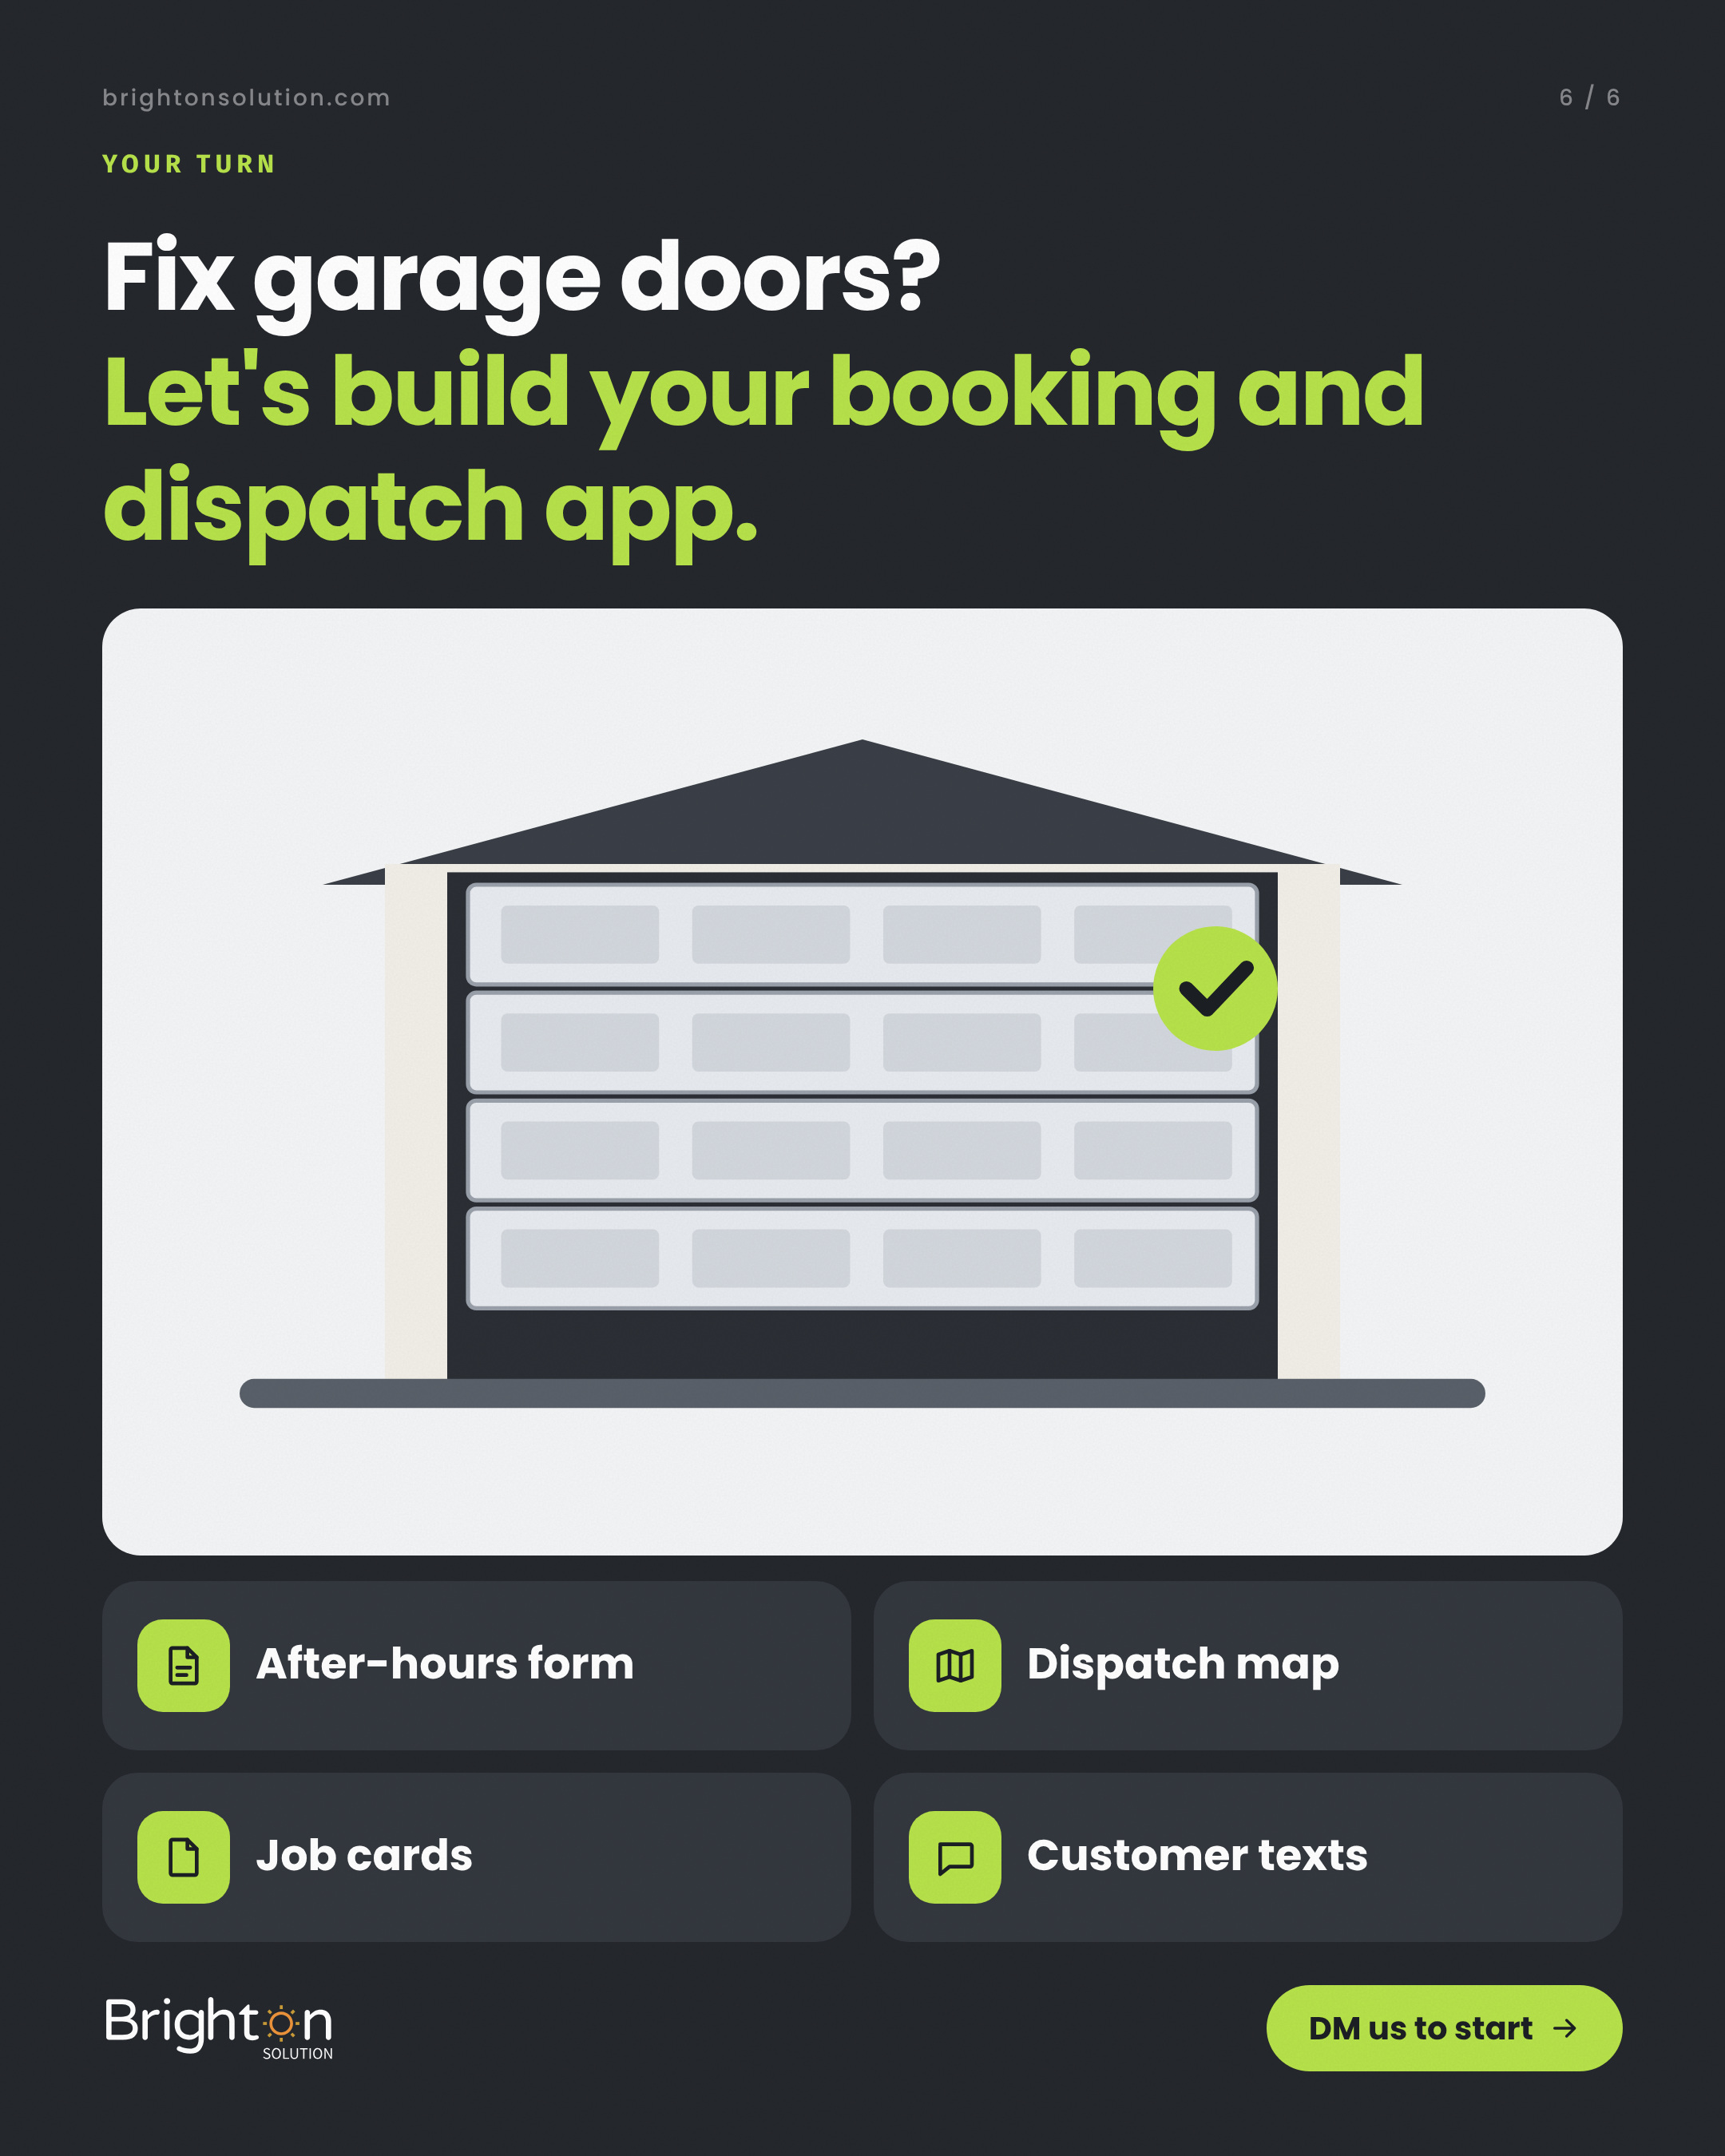 brightonsolution.com
6 / 6
YOUR TURN
Fix garage doors?
Let's build your booking and
dispatch app.
After-hours form
Dispatch map
Job cards
Customer texts
Brighton
SOLUTION
DM us to start →